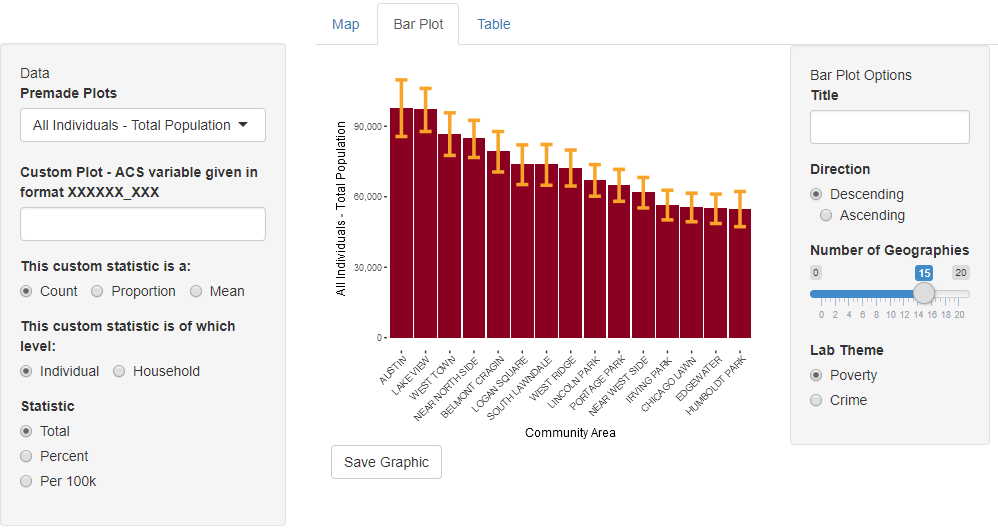 Map Bar Plot Table
Data
Premade Plots
All Individuals - Total Population
Custom Plot - ACS variable given in
format XXXXXX_XXX
This custom statistic is a:
Count Proportion Mean
This custom statistic is of which
level:
Individual Household
Statistic
Total
Percent
Per 100k
All Individuals - Total Population
90,000
60,000
30,000
0
AUSTIN
LAKE VIEW
WEST TOWN
NEAR NORTH SIDE
BELMONT CRAGIN
LOGAN SQUARE
SOUTH LAWNDALE
WEST RIDGE
LINCOLN PARK
PORTAGE PARK
NEAR WEST SIDE
IRVING PARK
CHICAGO LAWN
EDGEWATER
HUMBOLDT PARK
Community Area
Save Graphic
Bar Plot Options
Title
Direction
Descending
Ascending
Number of Geographies
0 15 20
0 2 4 6 8 10 12 14 16 18 20
Lab Theme
Poverty
Crime